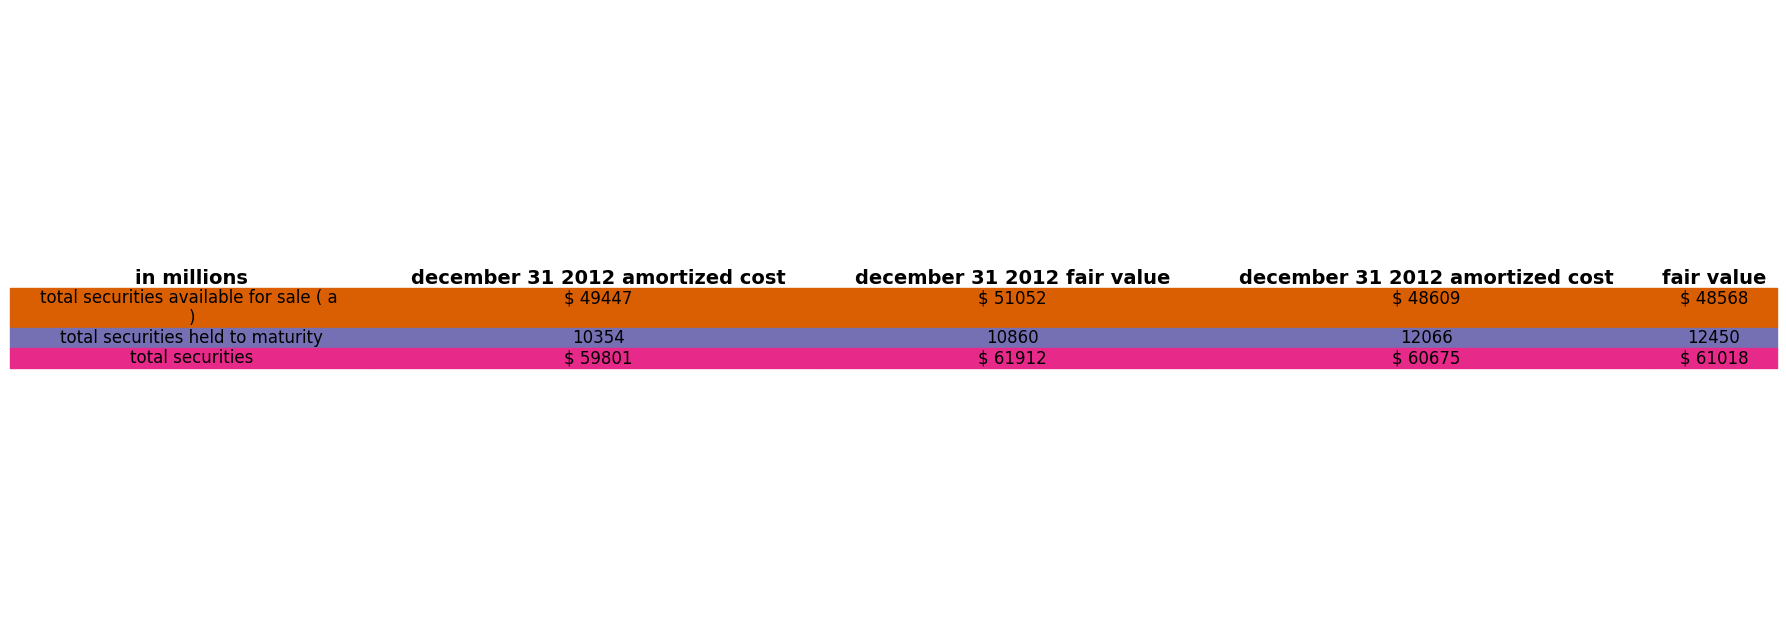 in millions december 31 2012 amortized cost december 31 2012 fair value december 31 2012 amortized cost fair value
total securities available for sale ( a $ 49447 $ 51052 $ 48609 $ 48568
)
total securities held to maturity 10354 10860 12066 12450
total securities $ 59801 $ 61912 $ 60675 $ 61018